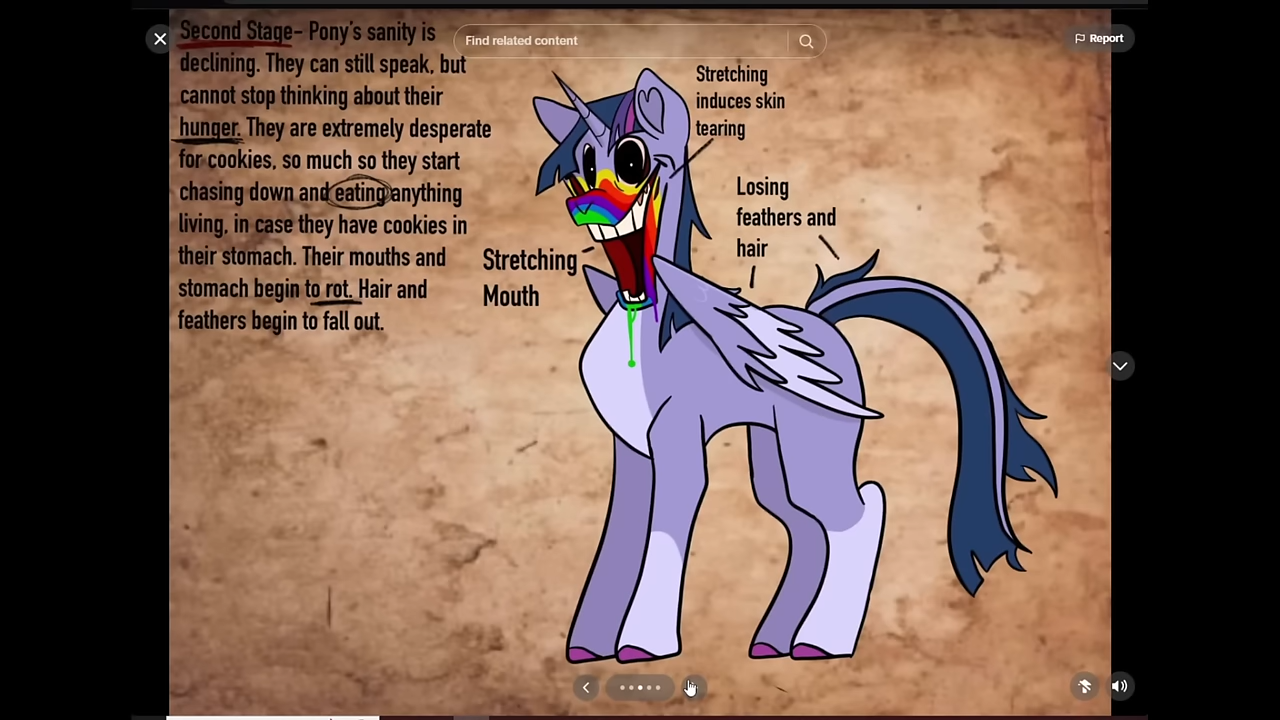 Second Stage- Pony's sanity is
declining. They can still speak, but
cannot stop thinking about their
hunger. They are extremely desperate
for cookies, so much so they start
chasing down and eating anything
living, in case they have cookies in
their stomach. Their mouths and
stomach begin to rot. Hair and
feathers begin to fall out.
Find related content
Report
Stretching
induces skin
tearing
Losing
feathers and
hair
Stretching
Mouth